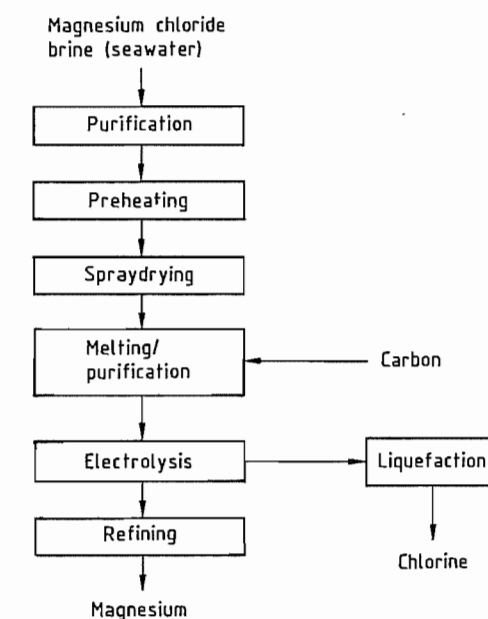 Magnesium chloride
brine (seawater)
Purification
Preheating
Spraydrying
Melting/
purification
Carbon
Electrolysis
Liquefaction
Refining
Chlorine
Magnesium